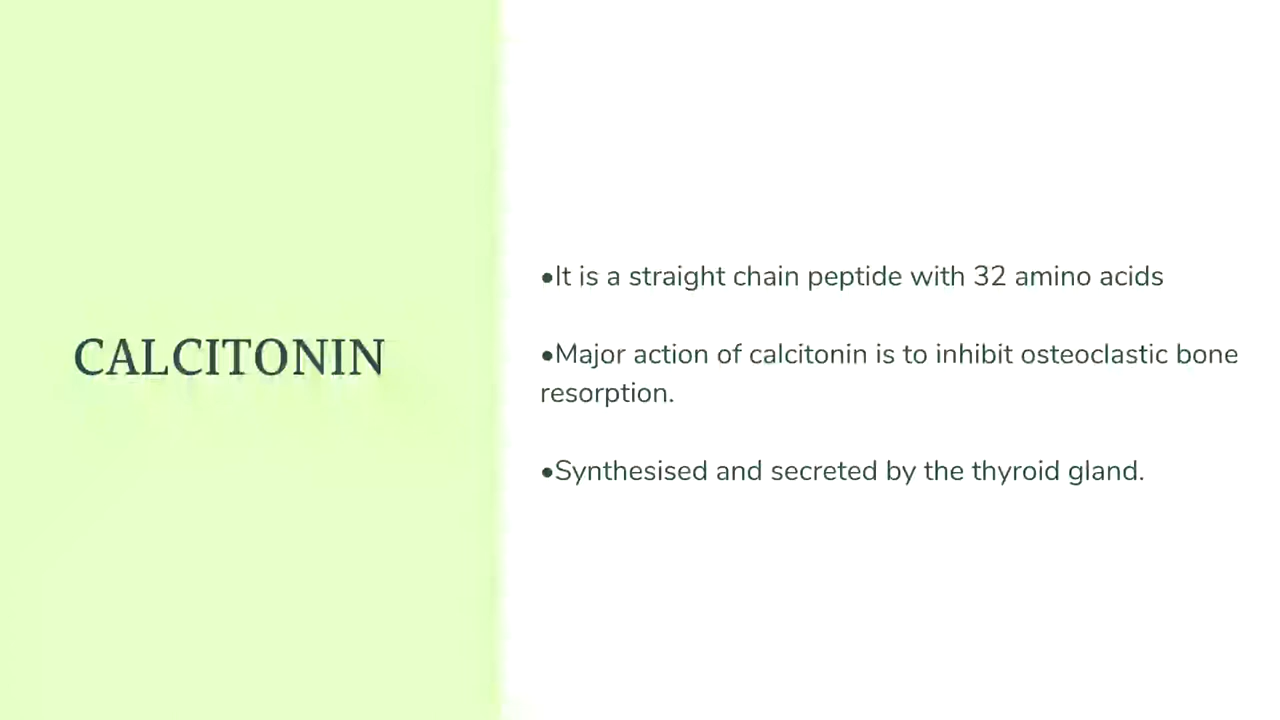 CALCITONIN
•It is a straight chain peptide with 32 amino acids
•Major action of calcitonin is to inhibit osteoclastic bone
resorption.
•Synthesised and secreted by the thyroid gland.